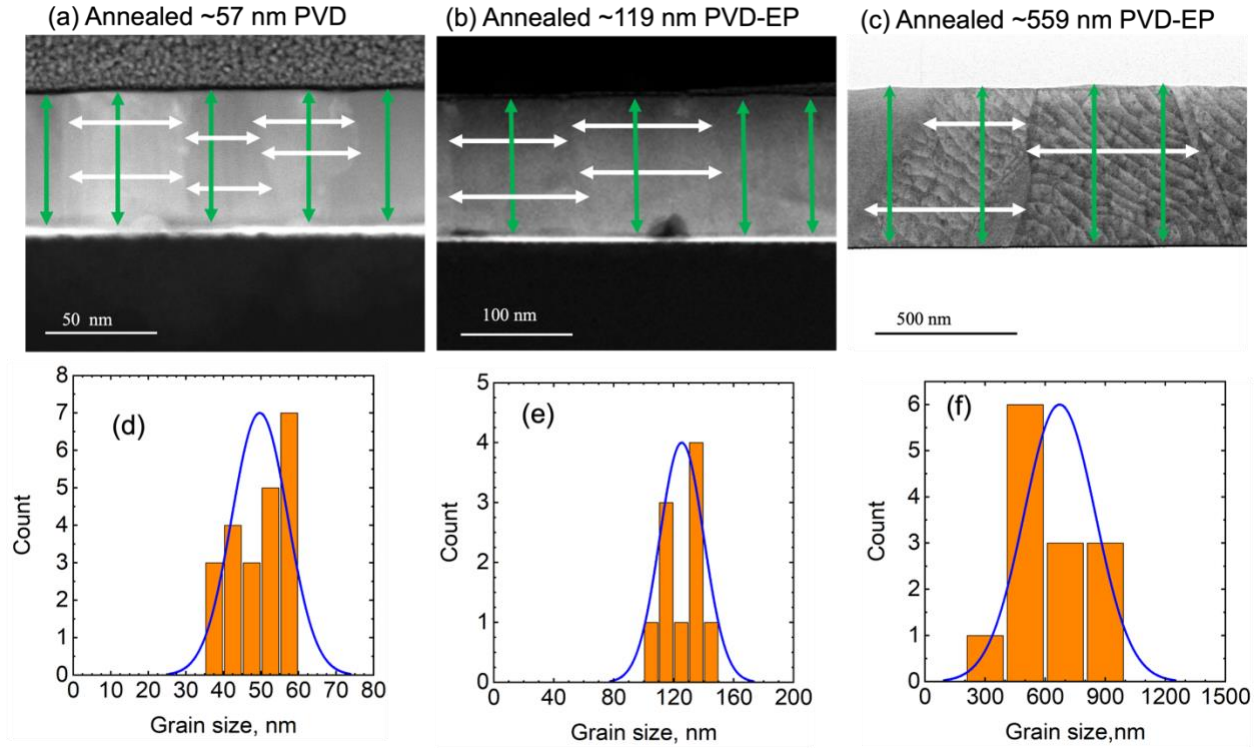 (a) Annealed ~57 nm PVD
(b) Annealed ~119 nm PVD-EP
(c) Annealed ~559 nm PVD-EP
50 nm
100 nm
500 nm
(d)
8
7
6
5
4
3
2
1
0
Count
0 10 20 30 40 50 60 70 80
Grain size, nm
(e)
5
4
3
2
1
0
Count
0 40 80 120 160 200
Grain size, nm
(f)
6
5
4
3
2
1
0
Count
0 300 600 900 1200 1500
Grain size,nm